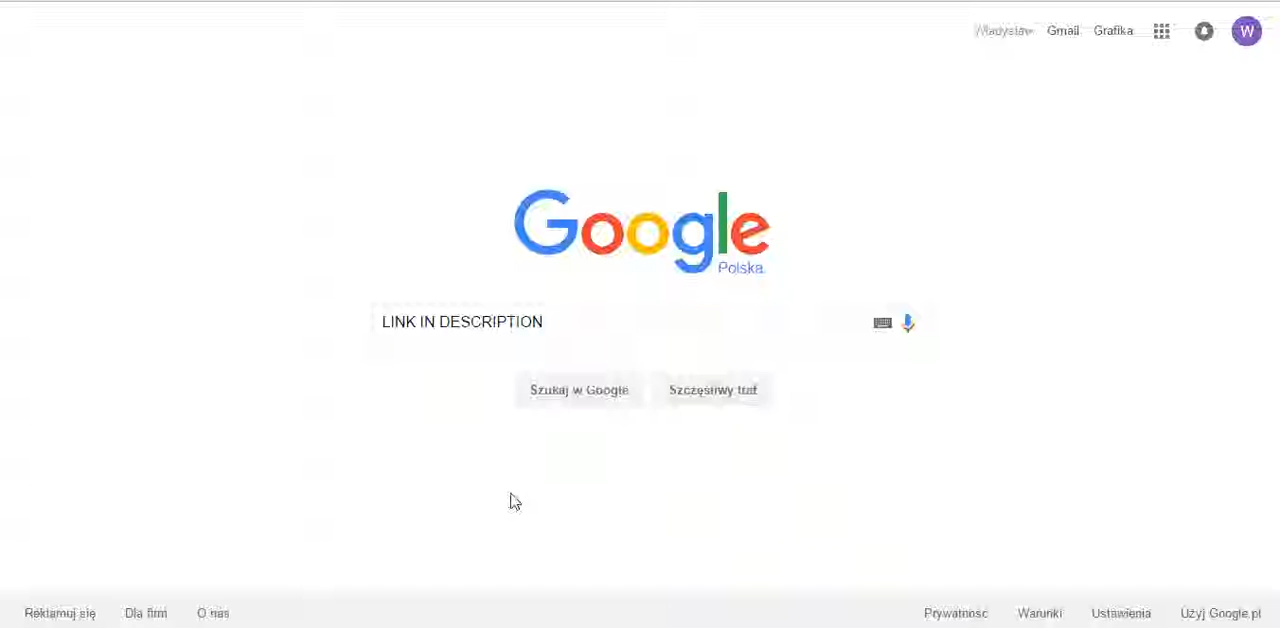 Władysław Gmail Grafika W
Google
Polska
LINK IN DESCRIPTION
Szukaj w Google Szczęśliwy traf
Reklamuj się Dla firm O nas Prywatność Warunki Ustawienia Użyj Google.pl